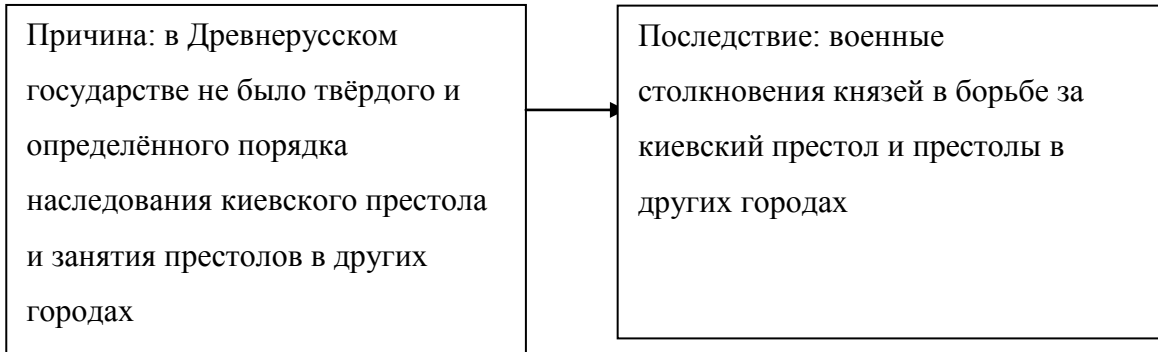 Причина: в Древнерусском
государстве не было твёрдого и
определённого порядка
наследования киевского престола
и занятия престолов в других
городах
Последствие: военные
столкновения князей в борьбе за
киевский престол и престолы в
других городах